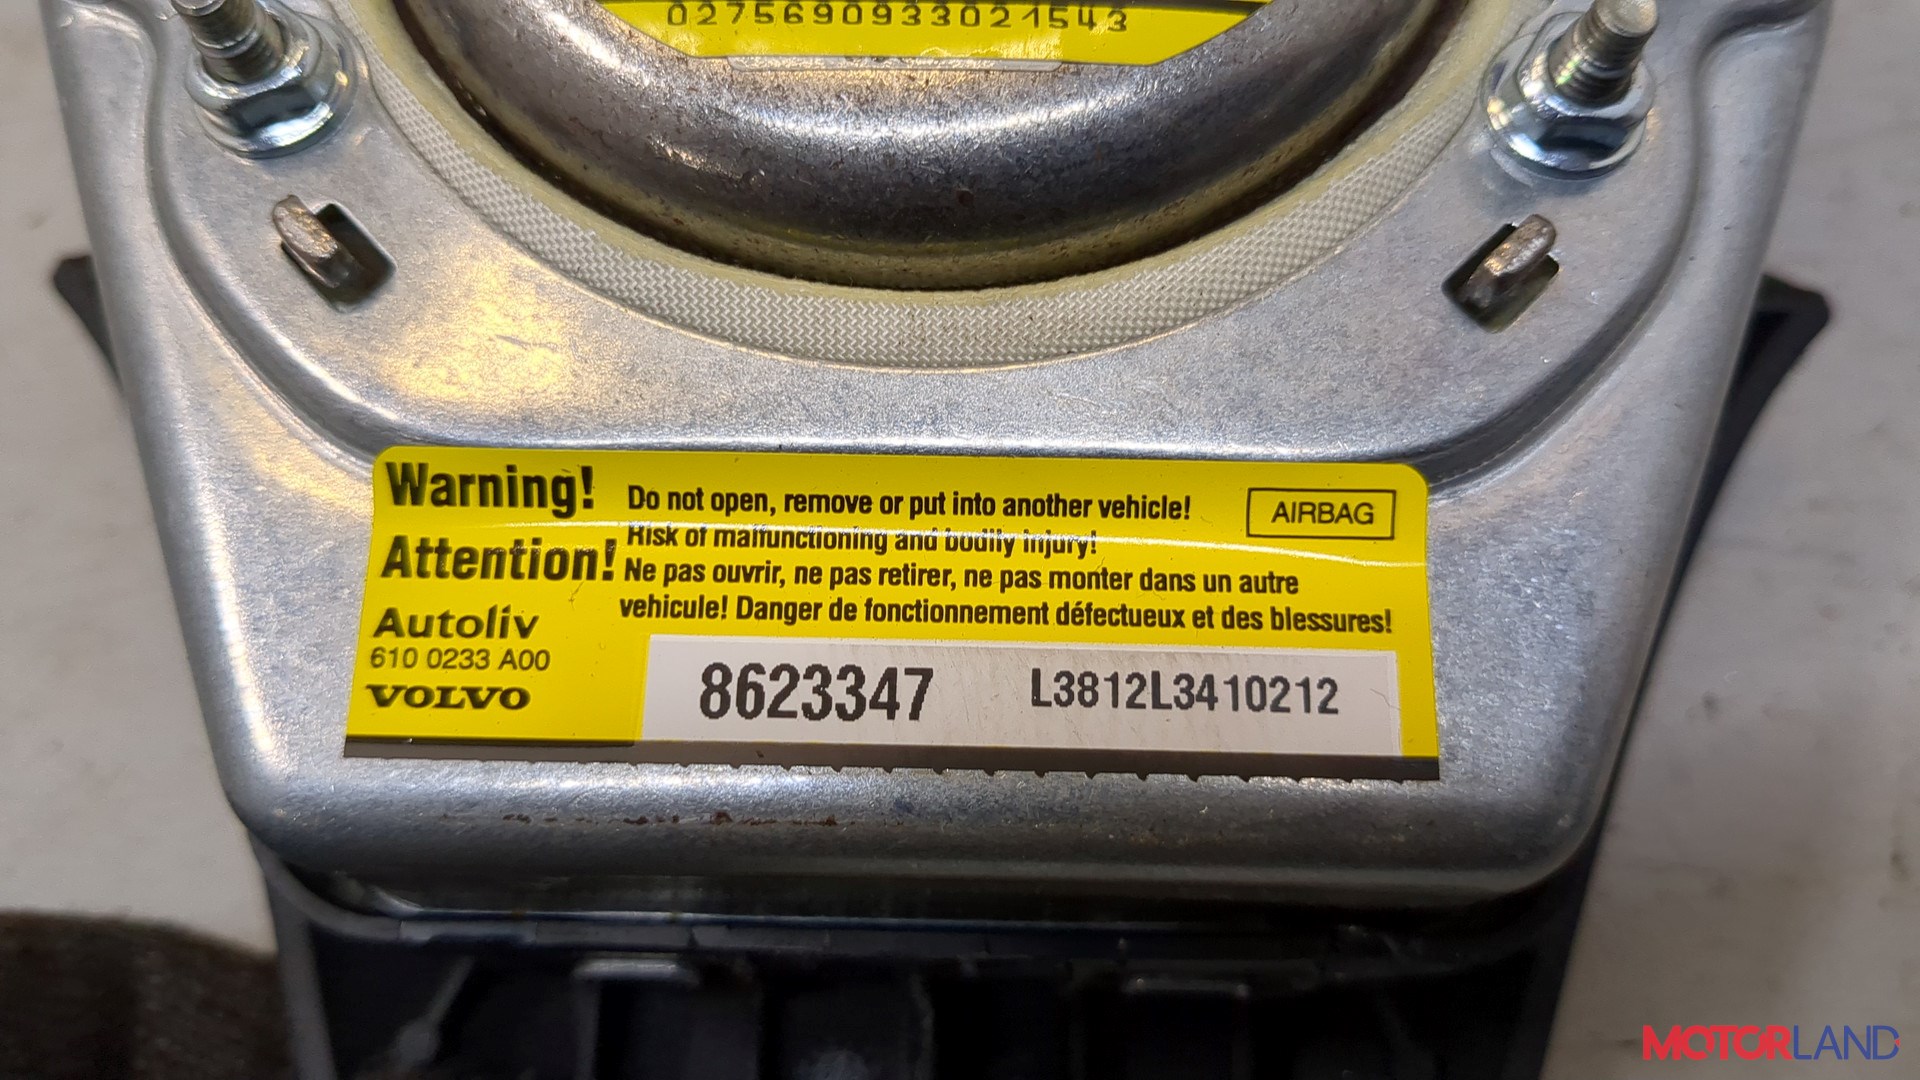 0275690933021543
Warning!
Do not open, remove or put into another vehicle!
AIRBAG
Risk of malfunctioning and bodily injury!
Attention!
Ne pas ouvrir, ne pas retirer, ne pas monter dans un autre
vehicule! Danger de fonctionnement défectueux et des blessures!
Autoliv
610 0233 A00
VOLVO
8623347
L3812L3410212
MOTORLAND